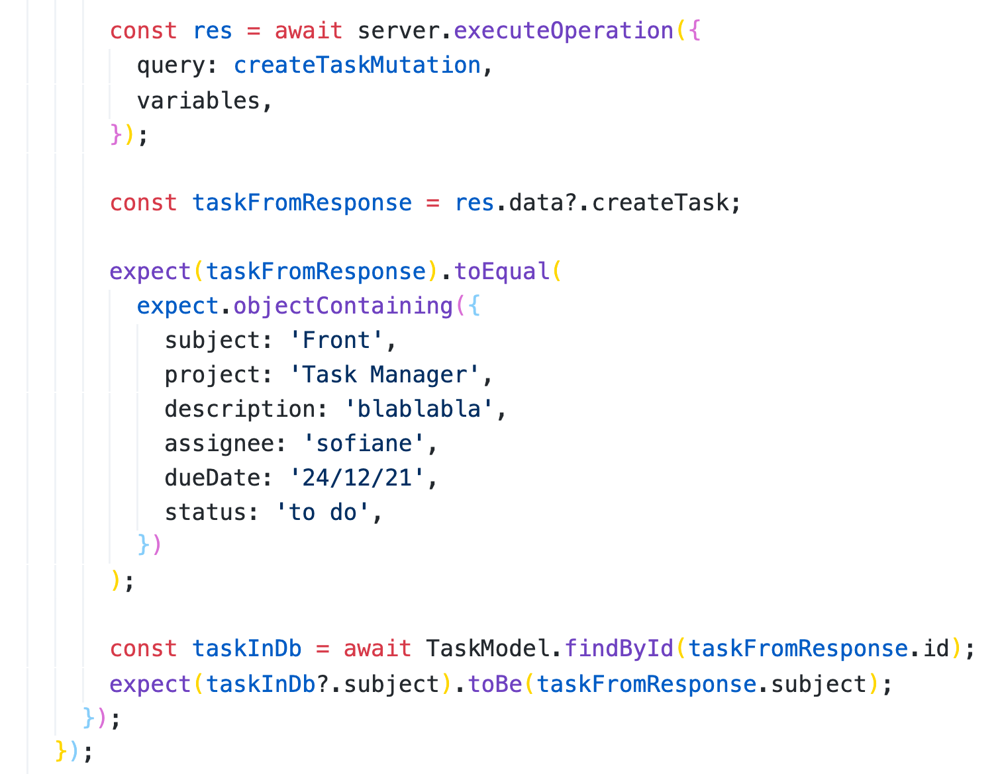 const res = await server.executeOperation({
query: createTaskMutation,
variables,
});
const taskFromResponse = res.data?.createTask;
expect(taskFromResponse).toEqual(
expect.objectContaining({
subject: 'Front',
project: 'Task Manager',
description: 'blablabla',
assignee: 'sofiane',
dueDate: '24/12/21',
status: 'to do',
})
);
const taskInDb = await TaskModel.findById(taskFromResponse.id);
expect(taskInDb?.subject).toBe(taskFromResponse.subject);
});
});